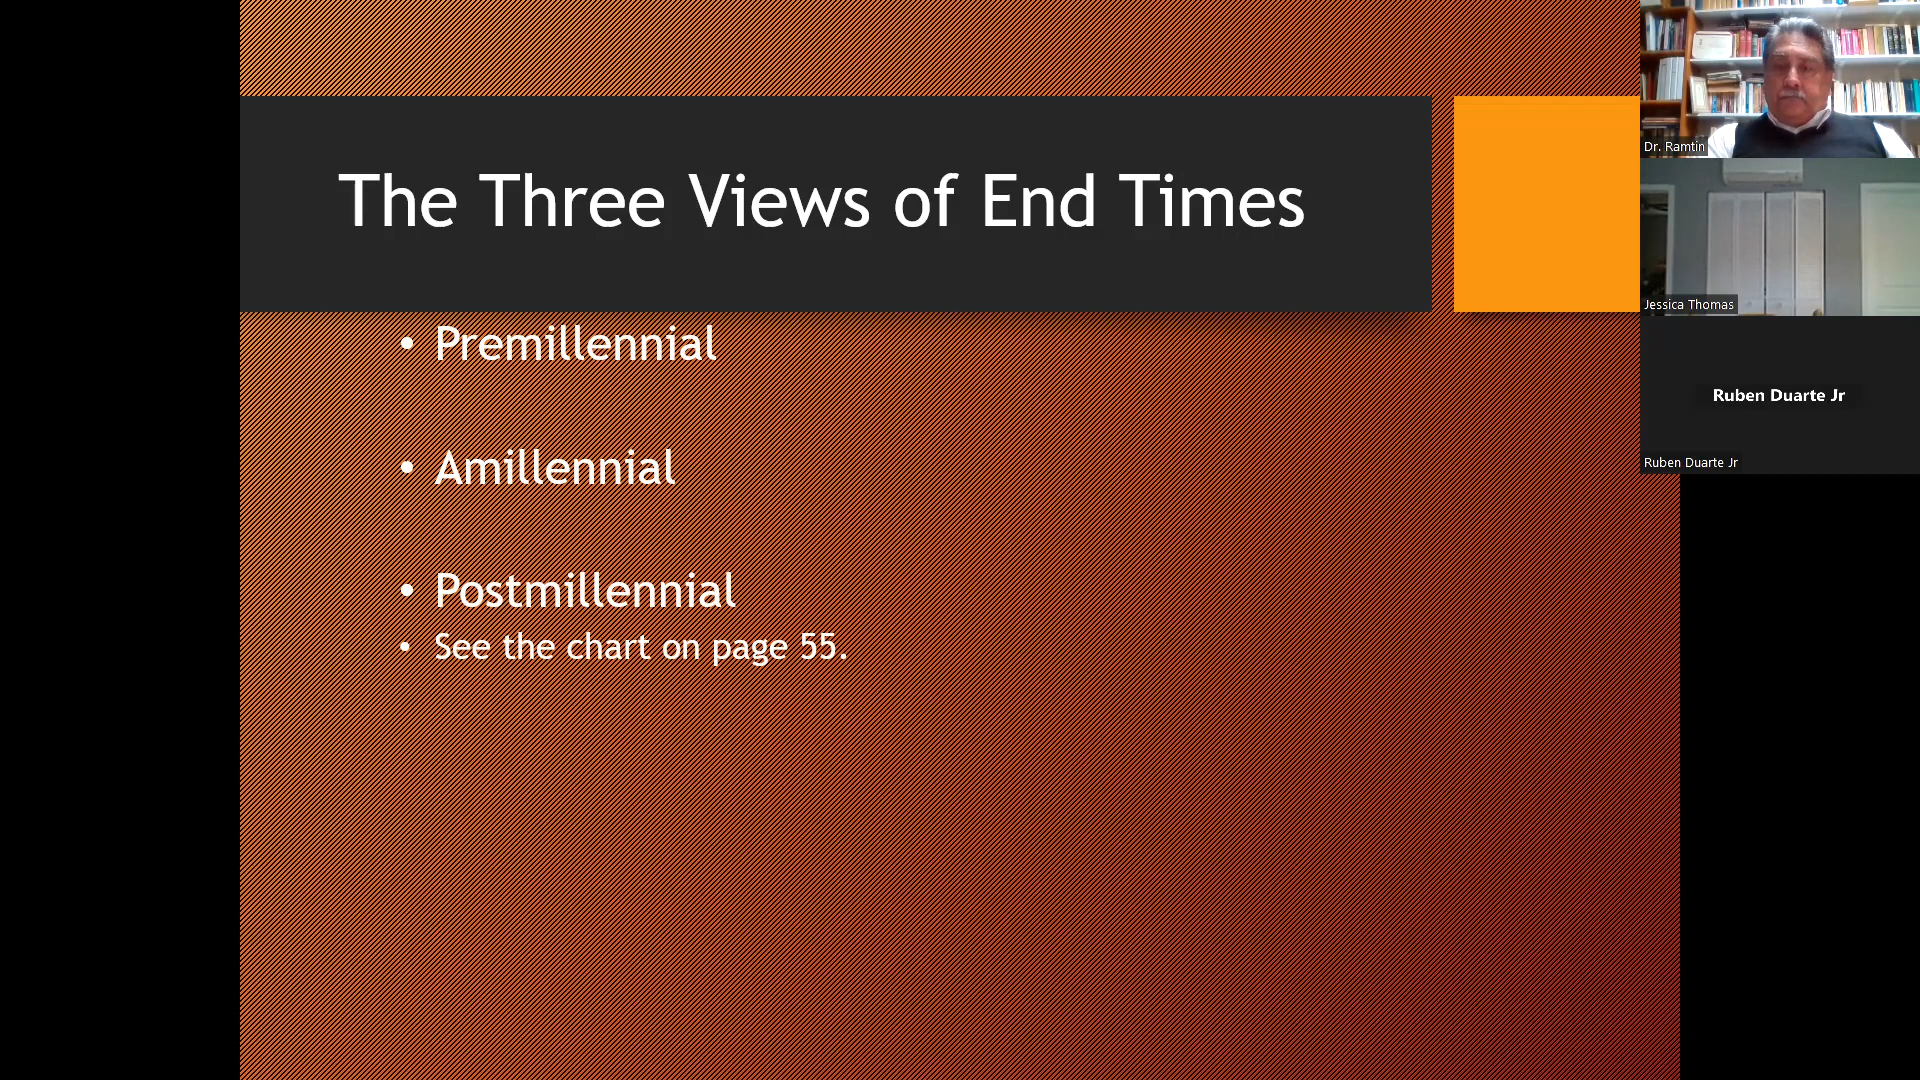 The Three Views of End Times
• Premillennial
• Amillennial
• Postmillennial
• See the chart on page 55.
Dr. Ramtin
Jessica Thomas
Ruben Duarte Jr
Ruben Duarte Jr